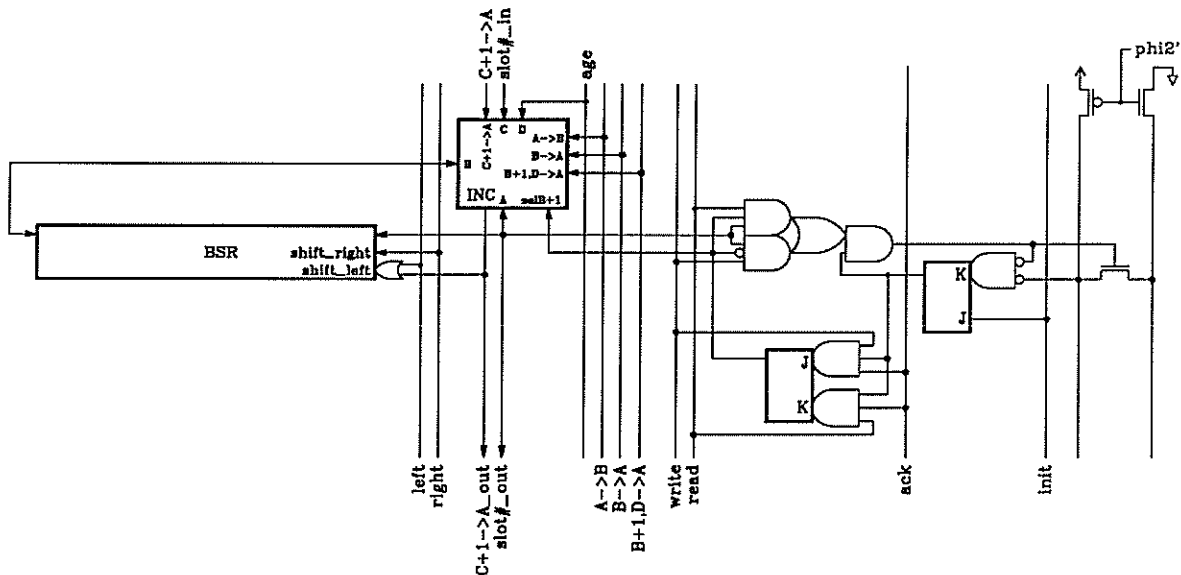 C+1->A
slot#_in
age
phi2'
C+1->A
C
D
A->B
B
B->A
B+1,D->A
INC
A
selB+1
BSR
shift_right
shift_left
K
J
J
K
left
right
C+1->A_out
slot#_out
A->B
B->A
B+1,D->A
write
read
ack
init